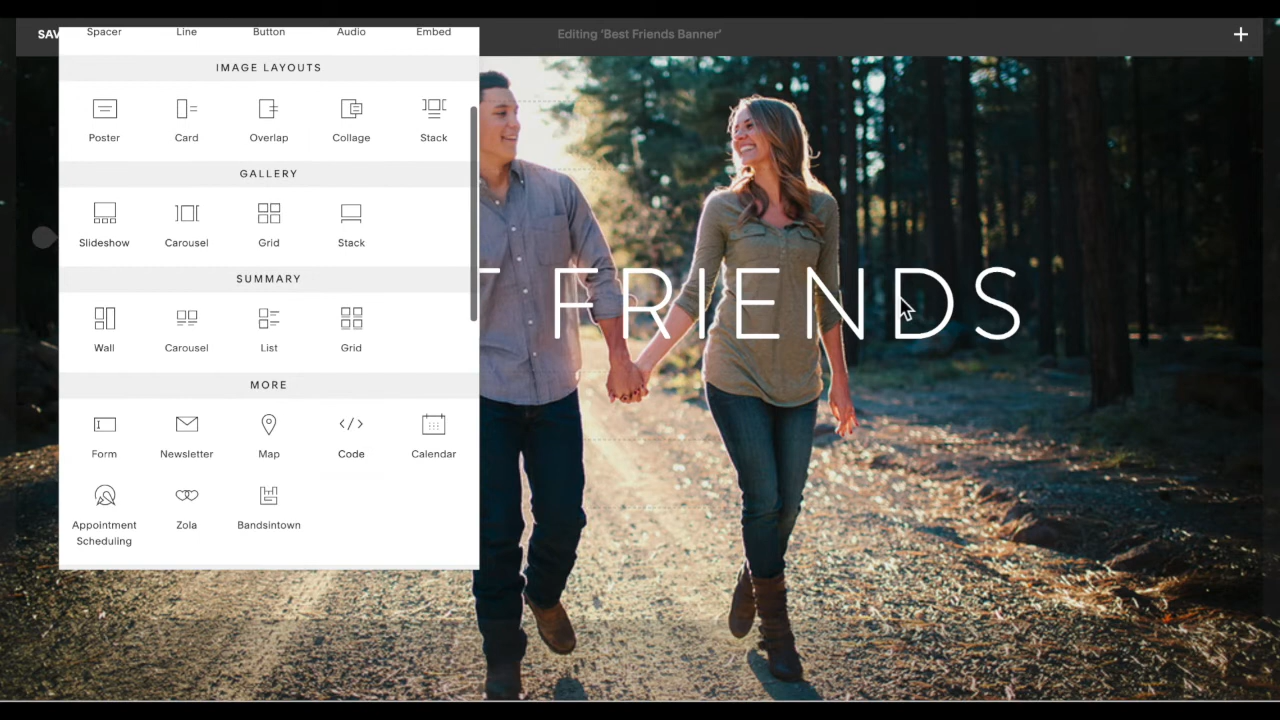 SAV
Editing 'Best Friends Banner'
Spacer Line Button Audio Embed
IMAGE LAYOUTS
Poster Card Overlap Collage Stack
GALLERY
Slideshow Carousel Grid Stack
SUMMARY
T FRIENDS
Wall Carousel List Grid
MORE
Form Newsletter Map Code Calendar
Appointment Zola Bandsintown
Scheduling